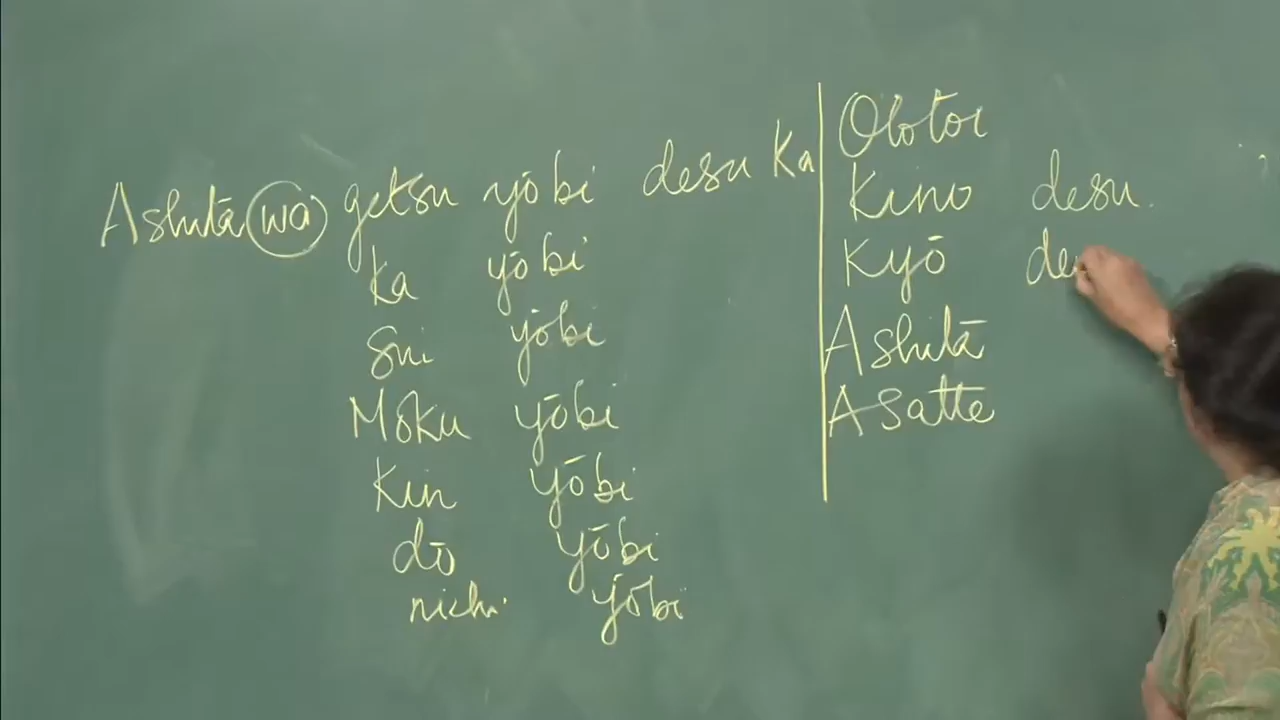 Ashitā wa getsu yōbi desu ka
ka yōbi
Sui yōbi
Moku yōbi
Kin yōbi
dō yōbi
nichi yōbi
Ototoi
Kino desu.
Kyō de
Ashitā
Asatte